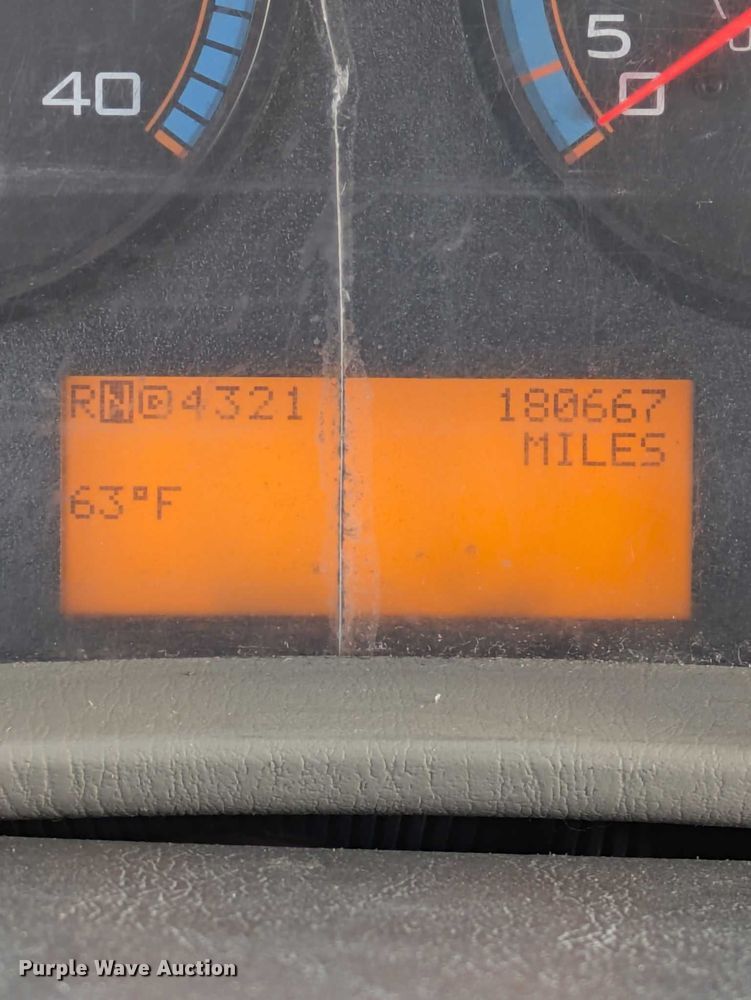 40
5
0
RND4321
180667
MILES
63°F
Purple Wave Auction